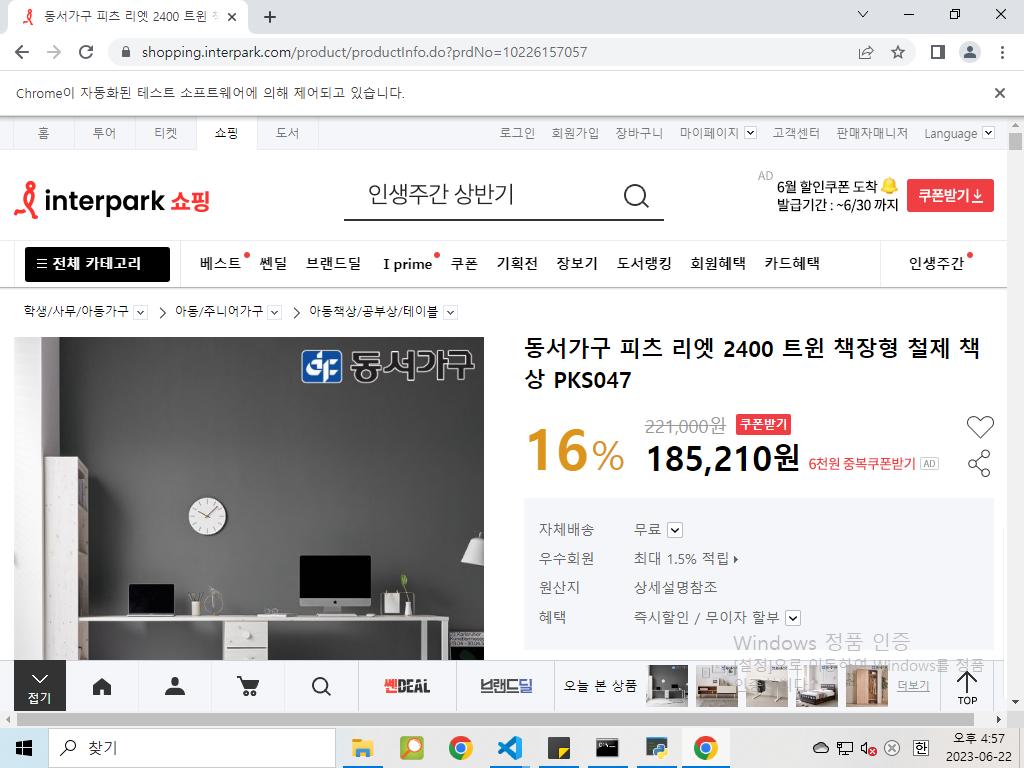 동서가구 피츠 리엣 2400 트윈
shopping.interpark.com/product/productInfo.do?prdNo=10226157057
Chrome이 자동화된 테스트 소프트웨어에 의해 제어되고 있습니다.
홈 투어 티켓 쇼핑 도서 로그인 회원가입 장바구니 마이페이지 고객센터 판매자매니저 Language
interpark 쇼핑
인생주간 상반기
AD
6월 할인쿠폰 도착
발급기간 : ~6/30 까지
쿠폰받기
전체 카테고리 베스트 쎈딜 브랜드딜 I prime 쿠폰 기획전 장보기 도서랭킹 회원혜택 카드혜택 인생주간
학생/사무/아동가구 아동/주니어가구 아동책상/공부상/테이블
동서가구
동서가구 피츠 리엣 2400 트윈 책장형 철제 책
상 PKS047
16%
221,000원 쿠폰받기
185,210원 6천원 중복쿠폰받기 AD
자체배송 무료
우수회원 최대 1.5% 적립
원산지 상세설명참조
혜택 즉시할인 / 무이자 할부
Windows 정품 인증
[설정]으로 이동하여 Windows를 정품
접기
쎈DEAL
브랜드딜
오늘 본 상품
더보기
TOP
찾기
한
오후 4:57
2023-06-22